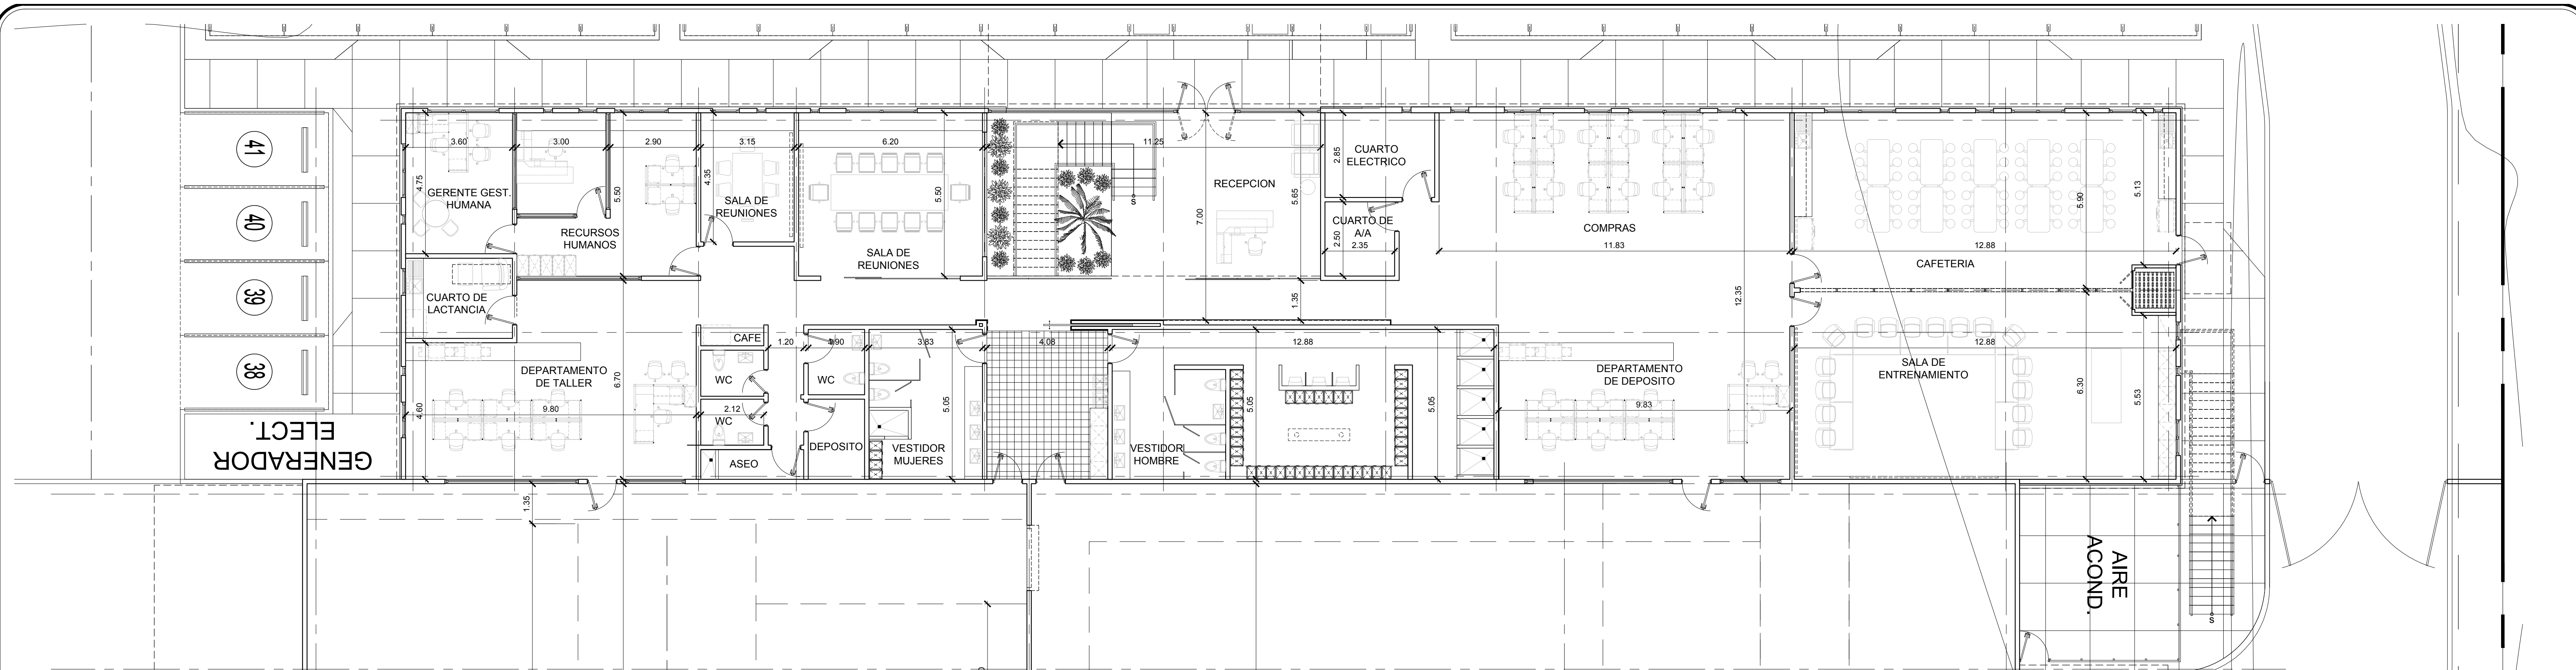 41
40
39
38
GENERADOR
ELECT.
3.60
3.00
2.90
3.15
6.20
11.25
4.75
GERENTE GEST.
HUMANA
5.50
RECURSOS
HUMANOS
4.35
SALA DE
REUNIONES
5.50
SALA DE
REUNIONES
S
7.00
RECEPCION
5.65
2.85
CUARTO
ELECTRICO
CUARTO DE
A/A
2.50
2.35
1.35
COMPRAS
11.83
12.35
12.88
CAFETERIA
5.90
5.13
CUARTO DE
LACTANCIA
DEPARTAMENTO
DE TALLER
4.60
9.80
6.70
CAFE
WC
2.12
WC
ASEO
1.20
WC
DEPOSITO
3.83
VESTIDOR
MUJERES
5.05
4.08
VESTIDOR
HOMBRE
12.88
5.05
5.05
DEPARTAMENTO
DE DEPOSITO
9.83
12.88
SALA DE
ENTRENAMIENTO
6.30
5.53
1.35
AIRE
ACOND.
S